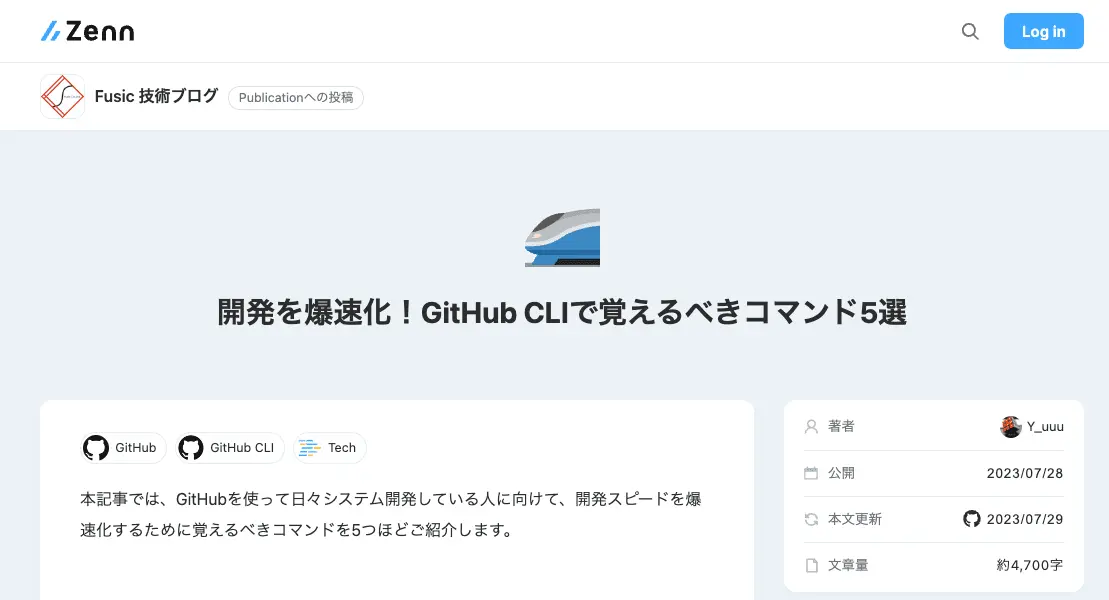 Zenn
Log in
Fusic 技術ブログ
Publicationへの投稿
開発を爆速化！GitHub CLIで覚えるべきコマンド5選
GitHub
GitHub CLI
Tech
本記事では、GitHubを使って日々システム開発している人に向けて、開発スピードを爆
速化するために覚えるべきコマンドを5つほどご紹介します。
著者
Y_uuu
公開
2023/07/28
本文更新
2023/07/29
文章量
約4,700字